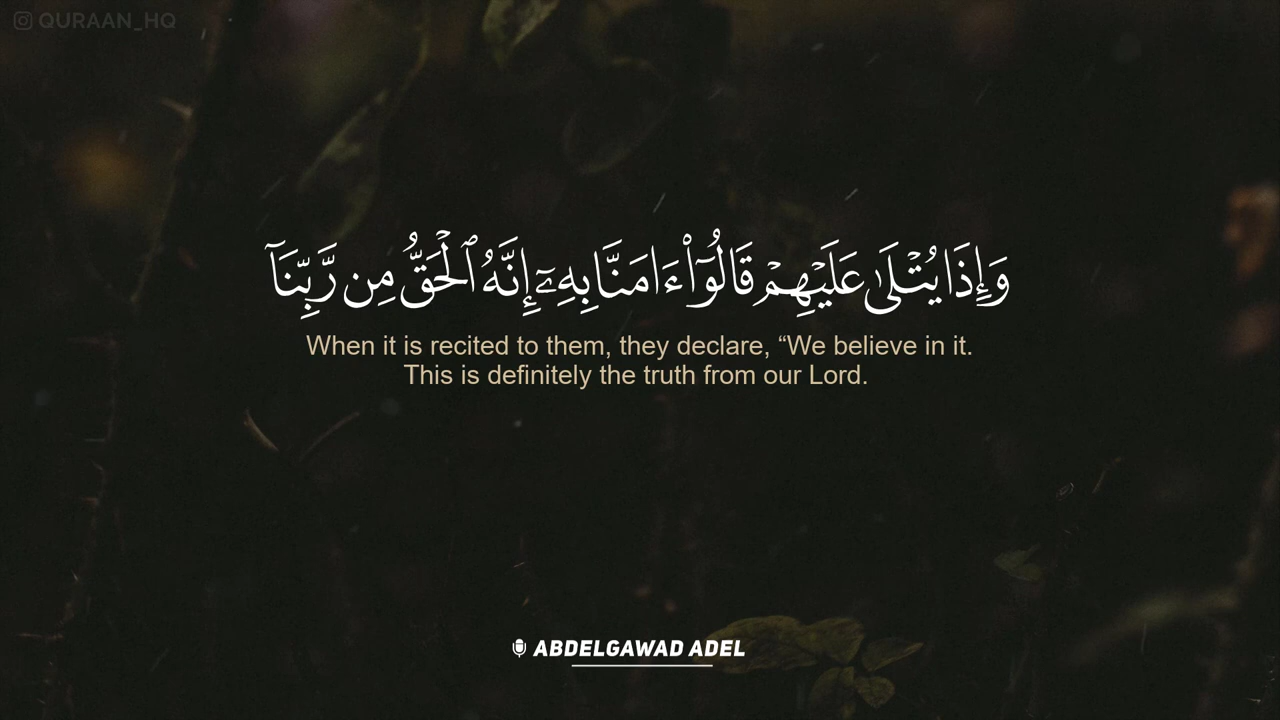 QURAAN_HQ
وَإِذَا يُتْلَىٰ عَلَيْهِمْ قَالُوٓا۟ ءَامَنَّا بِهِۦٓ إِنَّهُ ٱلْحَقُّ مِن رَّبِّنَآ
When it is recited to them, they declare, “We believe in it.
This is definitely the truth from our Lord.
ABDELGAWAD ADEL